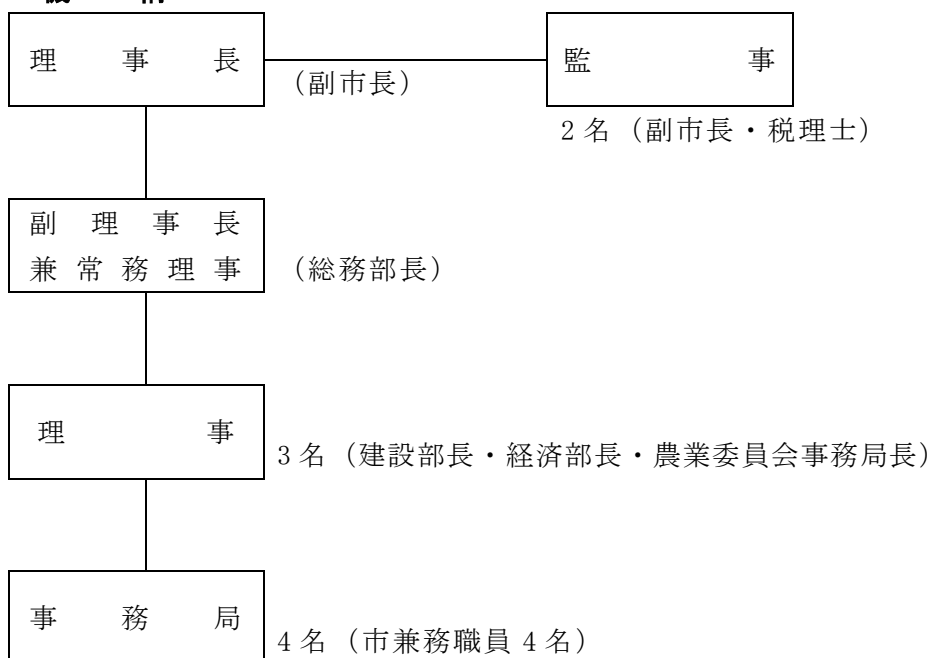 理事長
監事
(副市長)
2名(副市長・税理士)
副理事長
兼常務理事
(総務部長)
理事
3名(建設部長・経済部長・農業委員会事務局長)
事務局
4名(市兼務職員4名)